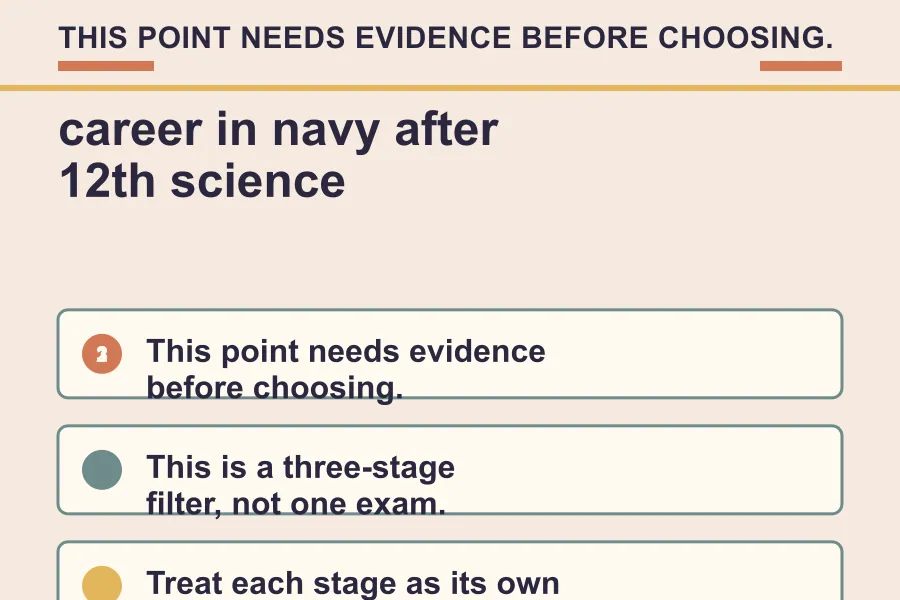 THIS POINT NEEDS EVIDENCE BEFORE CHOOSING.
career in navy after
12th science
This point needs evidence
before choosing.
This is a three-stage
filter, not one exam.
Treat each stage as its own